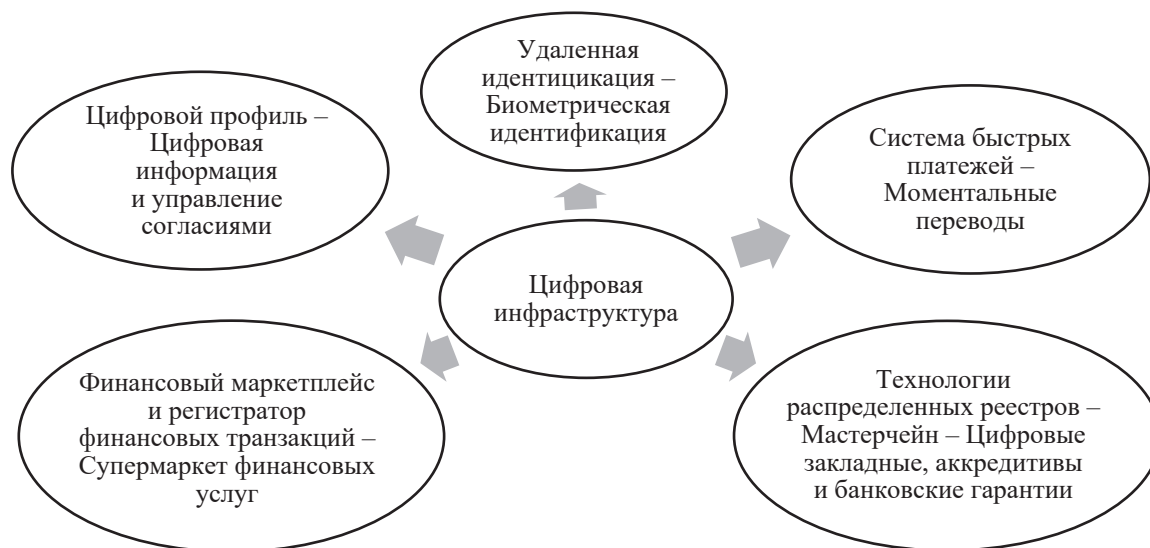 Удаленная
идентицикация –
Биометрическая
идентификация
Цифровой профиль –
Цифровая
информация
и управление
согласиями
Система быстрых
платежей –
Моментальные
переводы
Цифровая
инфраструктура
Финансовый маркетплейс
и регистратор
финансовых транзакций –
Супермаркет финансовых
услуг
Технологии
распределенных реестров –
Мастерчейн – Цифровые
закладные, аккредитивы
и банковские гарантии